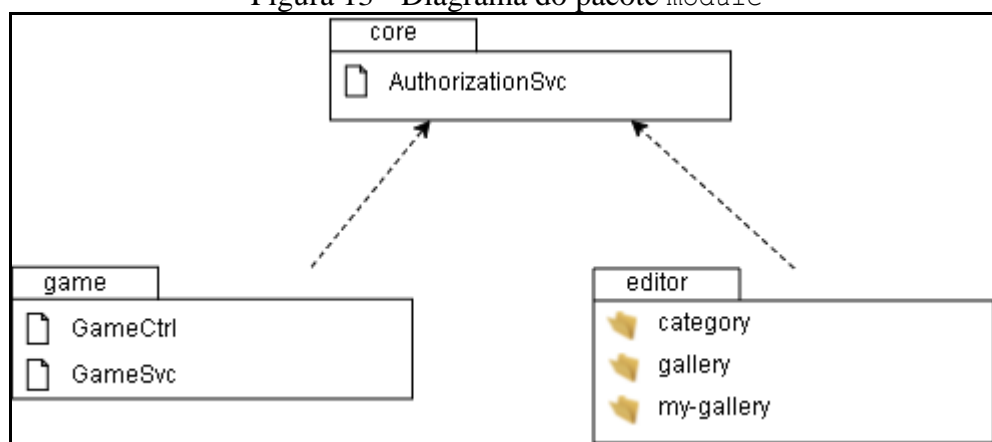 Figura 13 - Diagrama do pacote module
core
AuthorizationSvc
game
GameCtrl
GameSvc
editor
category
gallery
my-gallery